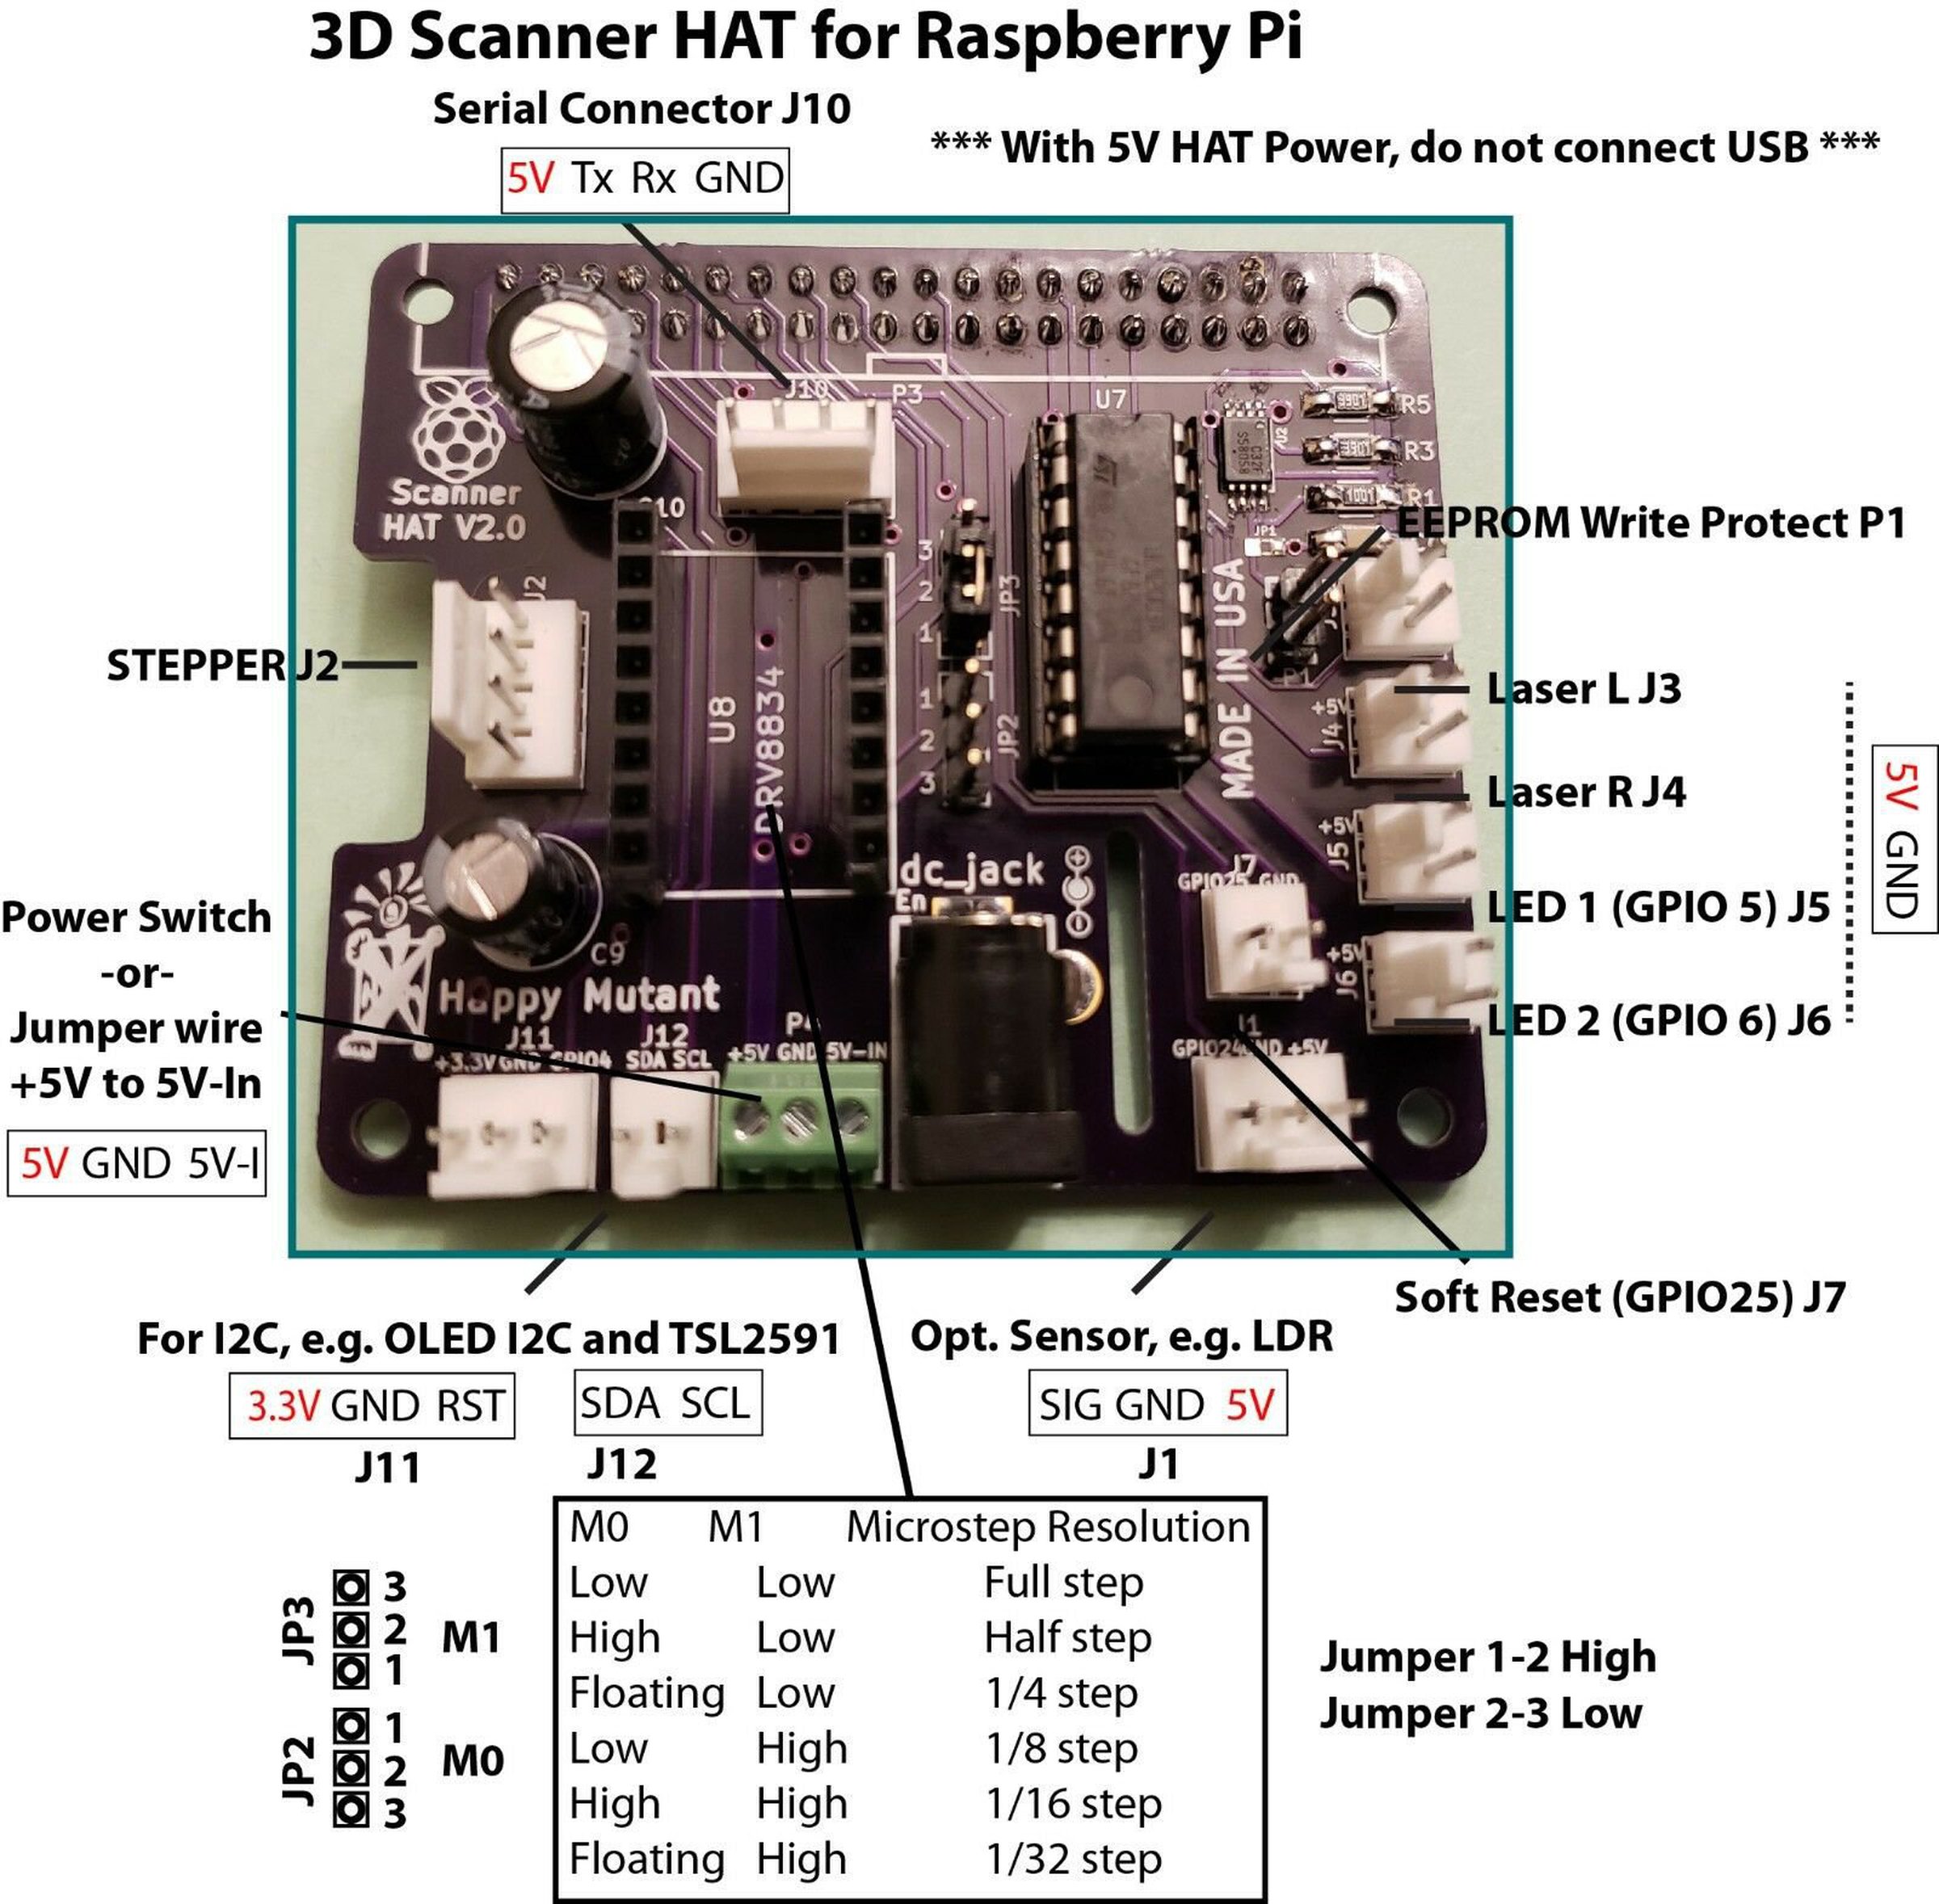 3D Scanner HAT for Raspberry Pi
Serial Connector J10
*** With 5V HAT Power, do not connect USB ***
5V Tx Rx GND
J10
P3
U7
R5
R3
R1
U2
Scanner
HAT V2.0
JP1
EEPROM Write Protect P1
J2
3
2
1
JP3
STEPPER J2
U8
DRV8834
1
2
3
JP2
MADE IN USA
P1
Laser L J3
+5V
J4
Laser R J4
+5V
J5
LED 1 (GPIO 5) J5
+5V
J6
LED 2 (GPIO 6) J6
5V GND
dc_jack
En
J7
GPIO25 GND
Power Switch
-or-
Jumper wire
+5V to 5V-In
5V GND 5V-I
C9
Happy Mutant
J11
+3.3V GND GPIO4
J12
SDA SCL
+5V GND 5V-IN
J1
GPIO24 GND +5V
Soft Reset (GPIO25) J7
For I2C, e.g. OLED I2C and TSL2591
3.3V GND RST
J11
SDA SCL
J12
Opt. Sensor, e.g. LDR
SIG GND 5V
J1
M0 M1 Microstep Resolution
Low Low Full step
High Low Half step
Floating Low 1/4 step
Low High 1/8 step
High High 1/16 step
Floating High 1/32 step
JP3
3
2
1
M1
JP2
1
2
3
M0
Jumper 1-2 High
Jumper 2-3 Low